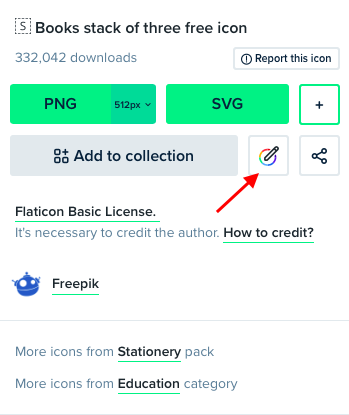 S Books stack of three free icon
332,042 downloads
Report this icon
PNG 512px SVG +
Add to collection
Flaticon Basic License.
It's necessary to credit the author. How to credit?
Freepik
More icons from Stationery pack
More icons from Education category